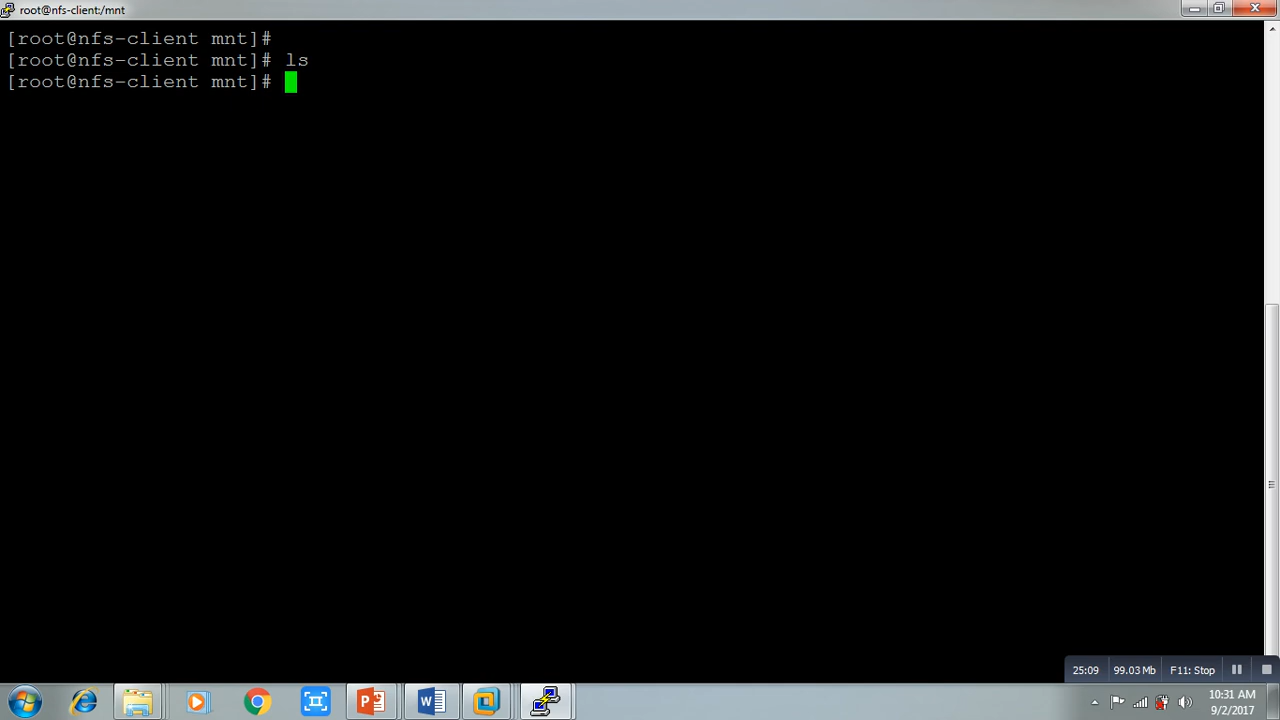 root@nfs-client:/mnt
[root@nfs-client mnt]#
[root@nfs-client mnt]# ls
[root@nfs-client mnt]#
25:09 99.03 Mb F11: Stop
10:31 AM
9/2/2017